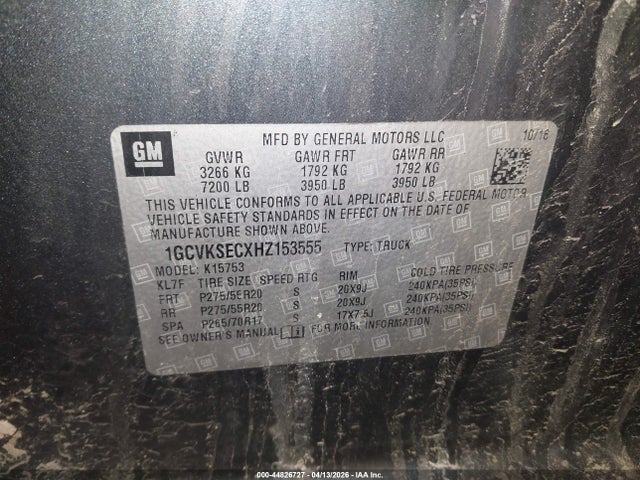 GM
MFD BY GENERAL MOTORS LLC 10/16
GVWR GAWR FRT GAWR RR
3266 KG 1792 KG 1792 KG
7200 LB 3950 LB 3950 LB
THIS VEHICLE CONFORMS TO ALL APPLICABLE U.S. FEDERAL MOTOR
VEHICLE SAFETY STANDARDS IN EFFECT ON THE DATE OF
MANUFACTURE SHOWN ABOVE.
1GCVKSECXHZ153555 TYPE: TRUCK
MODEL: K15753
KL7F TIRE SIZE SPEED RTG RIM COLD TIRE PRESSURE
FRT P275/55R20 S 20X9J 240KPA(35PSI)
RR P275/55R20 S 20X9J 240KPA(35PSI)
SPA P265/70R17 S 17X7.5J 240KPA(35PSI)
SEE OWNER'S MANUAL FOR MORE INFORMATION
000-44826727 - 04/13/2026 - IAA Inc.